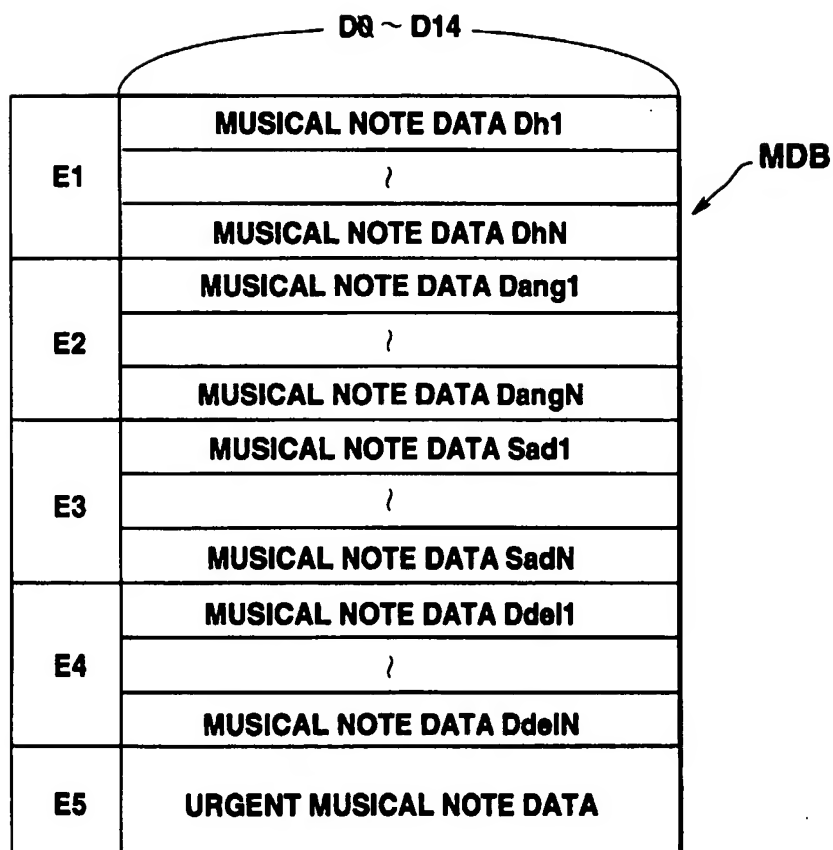 D0 ~ D14
MDB
E1
MUSICAL NOTE DATA Dh1
~
MUSICAL NOTE DATA DhN
E2
MUSICAL NOTE DATA Dang1
~
MUSICAL NOTE DATA DangN
E3
MUSICAL NOTE DATA Sad1
~
MUSICAL NOTE DATA SadN
E4
MUSICAL NOTE DATA Ddel1
~
MUSICAL NOTE DATA DdelN
E5
URGENT MUSICAL NOTE DATA